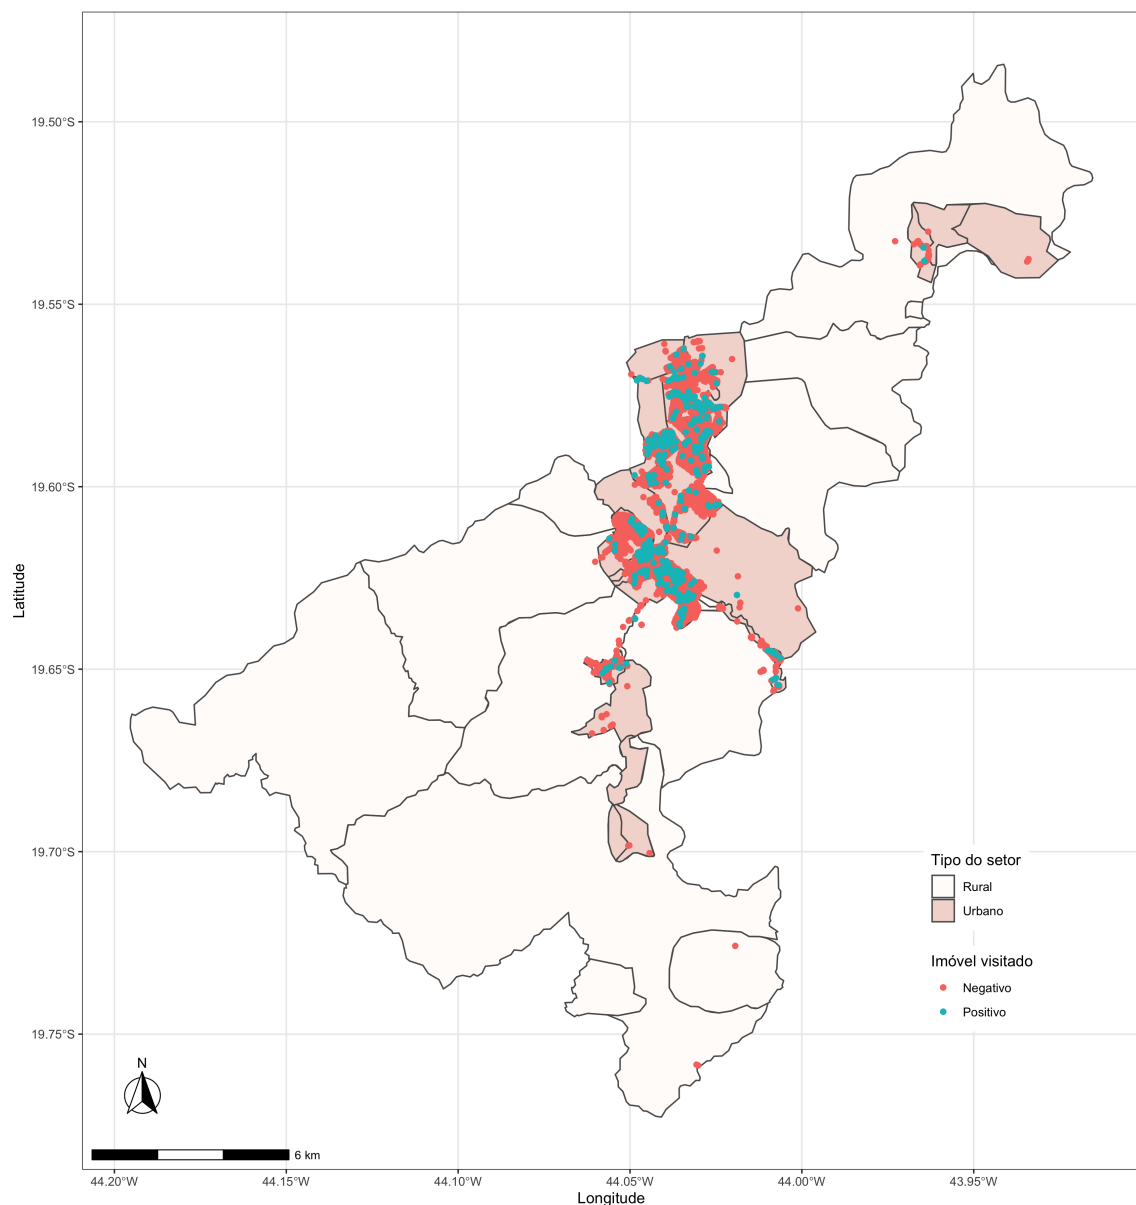 19.50°S
19.55°S
19.60°S
19.65°S
19.70°S
19.75°S
Latitude
Tipo do setor
Rural
Urbano
Imóvel visitado
Negativo
Positivo
N
6 km
44.20°W 44.15°W 44.10°W 44.05°W 44.00°W 43.95°W
Longitude